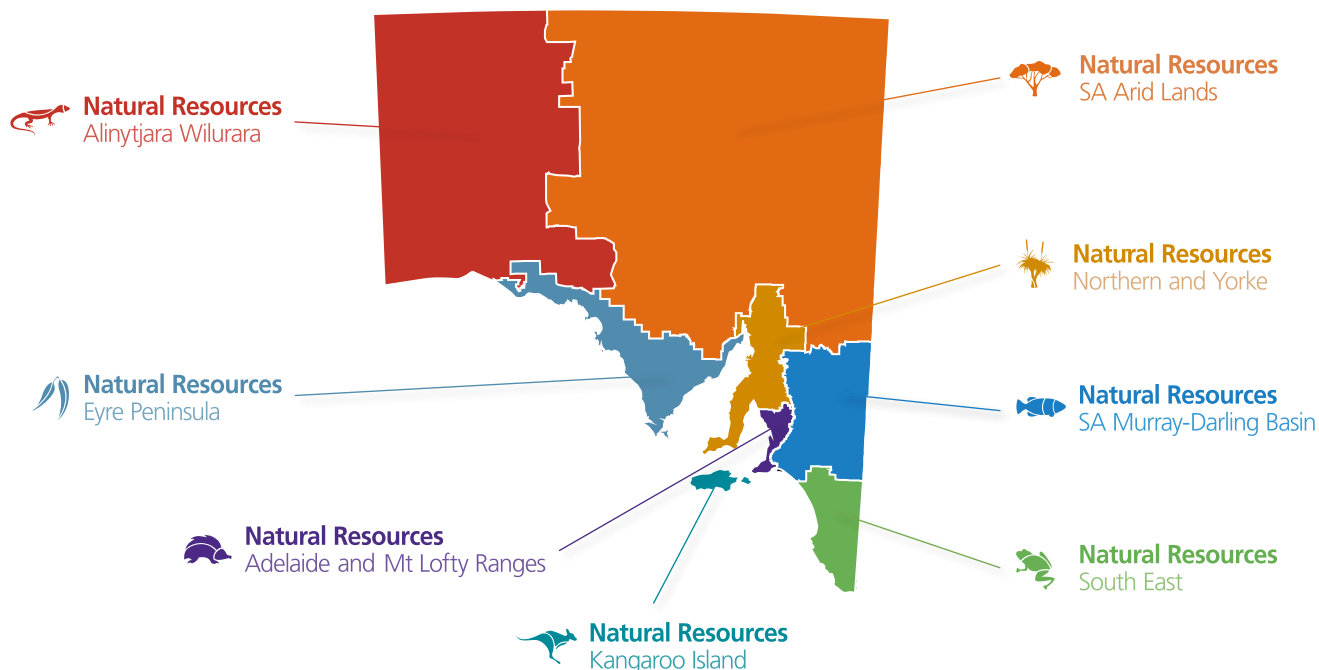 Natural Resources
SA Arid Lands
Natural Resources
Alinytjara Wilurara
Natural Resources
Northern and Yorke
Natural Resources
Eyre Peninsula
Natural Resources
SA Murray-Darling Basin
Natural Resources
Adelaide and Mt Lofty Ranges
Natural Resources
South East
Natural Resources
Kangaroo Island